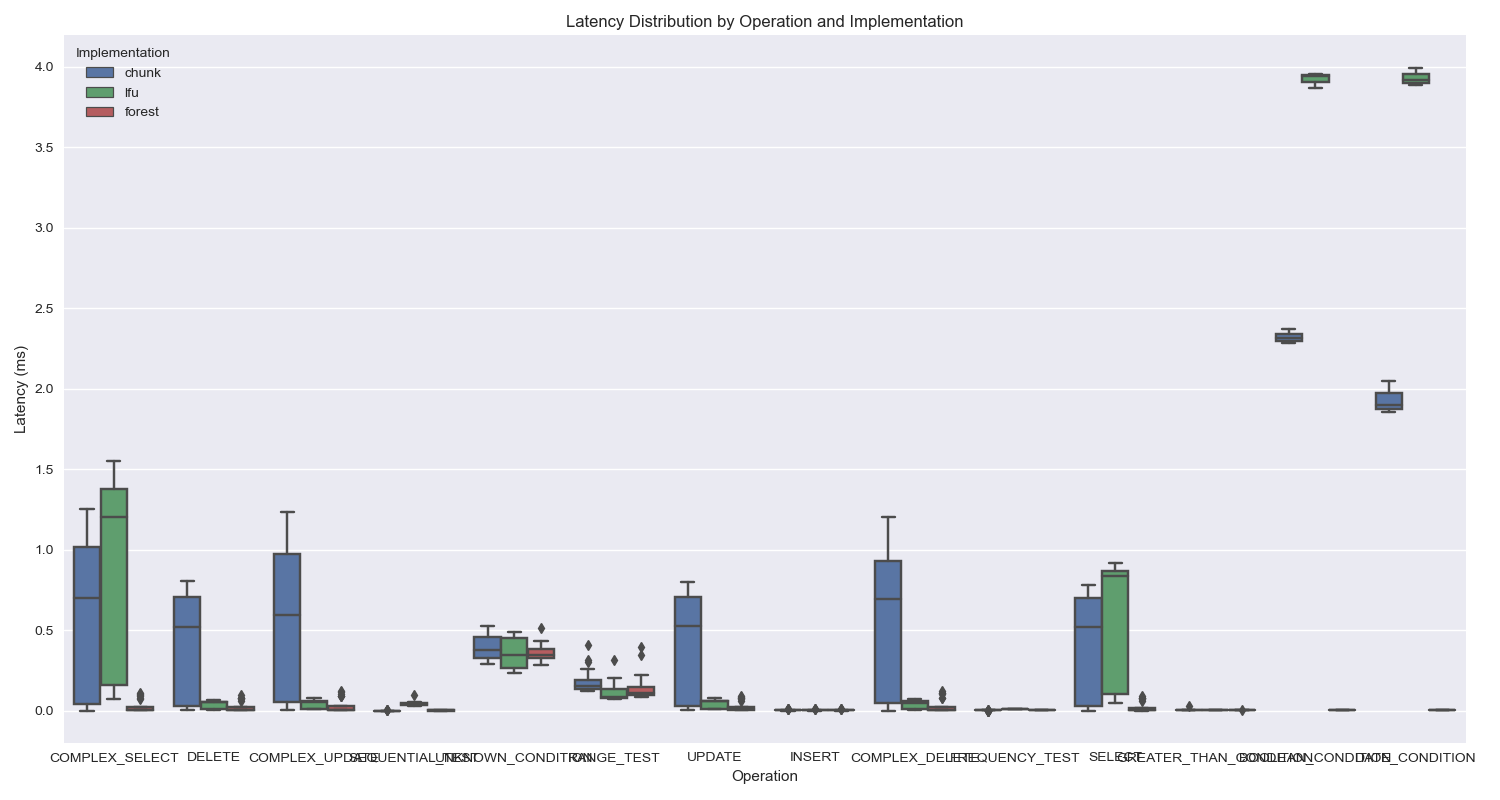 Latency Distribution by Operation and Implementation
Implementation
chunk
lfu
forest
4.0
3.5
3.0
2.5
2.0
1.5
1.0
0.5
0.0
Latency (ms)
COMPLEX_SELECT
DELETE
COMPLEX_UPDATE
SEQUENTIAL_TEST
UNKNOWN_CONDITION
RANGE_TEST
UPDATE
INSERT
COMPLEX_DELETE
FREQUENCY_TEST
SELECT
GREATER_THAN_CONDITION
BOOLEAN_CONDITION
DATE_CONDITION
Operation